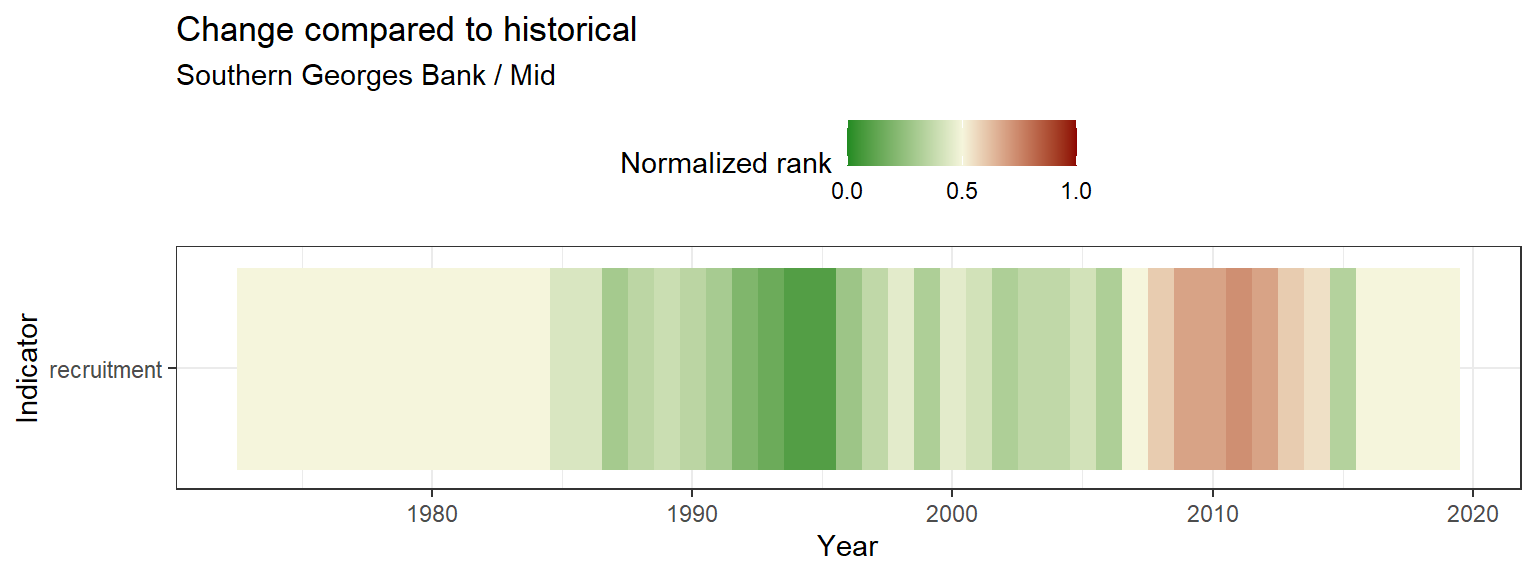 Change compared to historical
Southern Georges Bank / Mid
Normalized rank
0.0 0.5 1.0
Indicator
recruitment
1980 1990 2000 2010 2020
Year